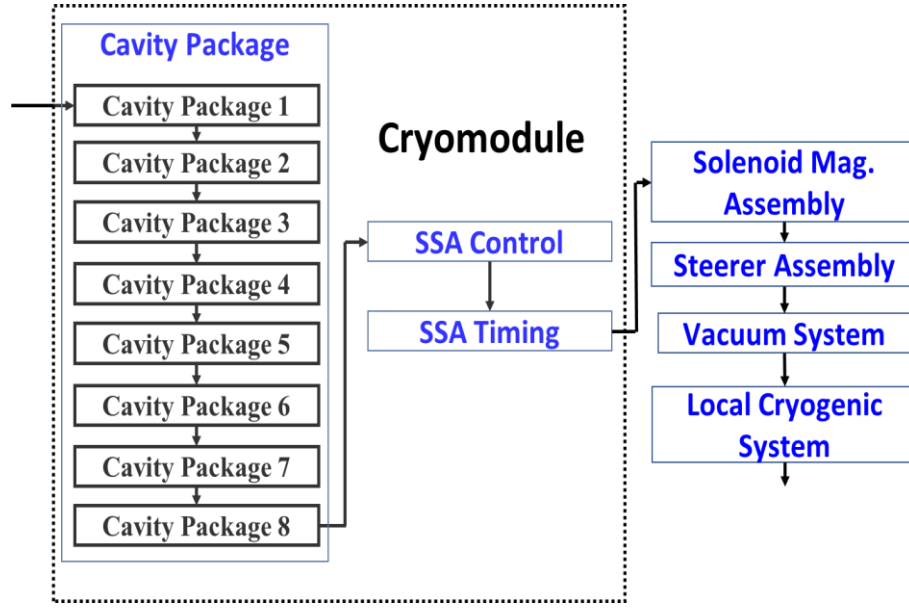 Cavity Package
Cavity Package 1
Cavity Package 2
Cavity Package 3
Cavity Package 4
Cavity Package 5
Cavity Package 6
Cavity Package 7
Cavity Package 8
Cryomodule
SSA Control
SSA Timing
Solenoid Mag.
Assembly
Steerer Assembly
Vacuum System
Local Cryogenic
System